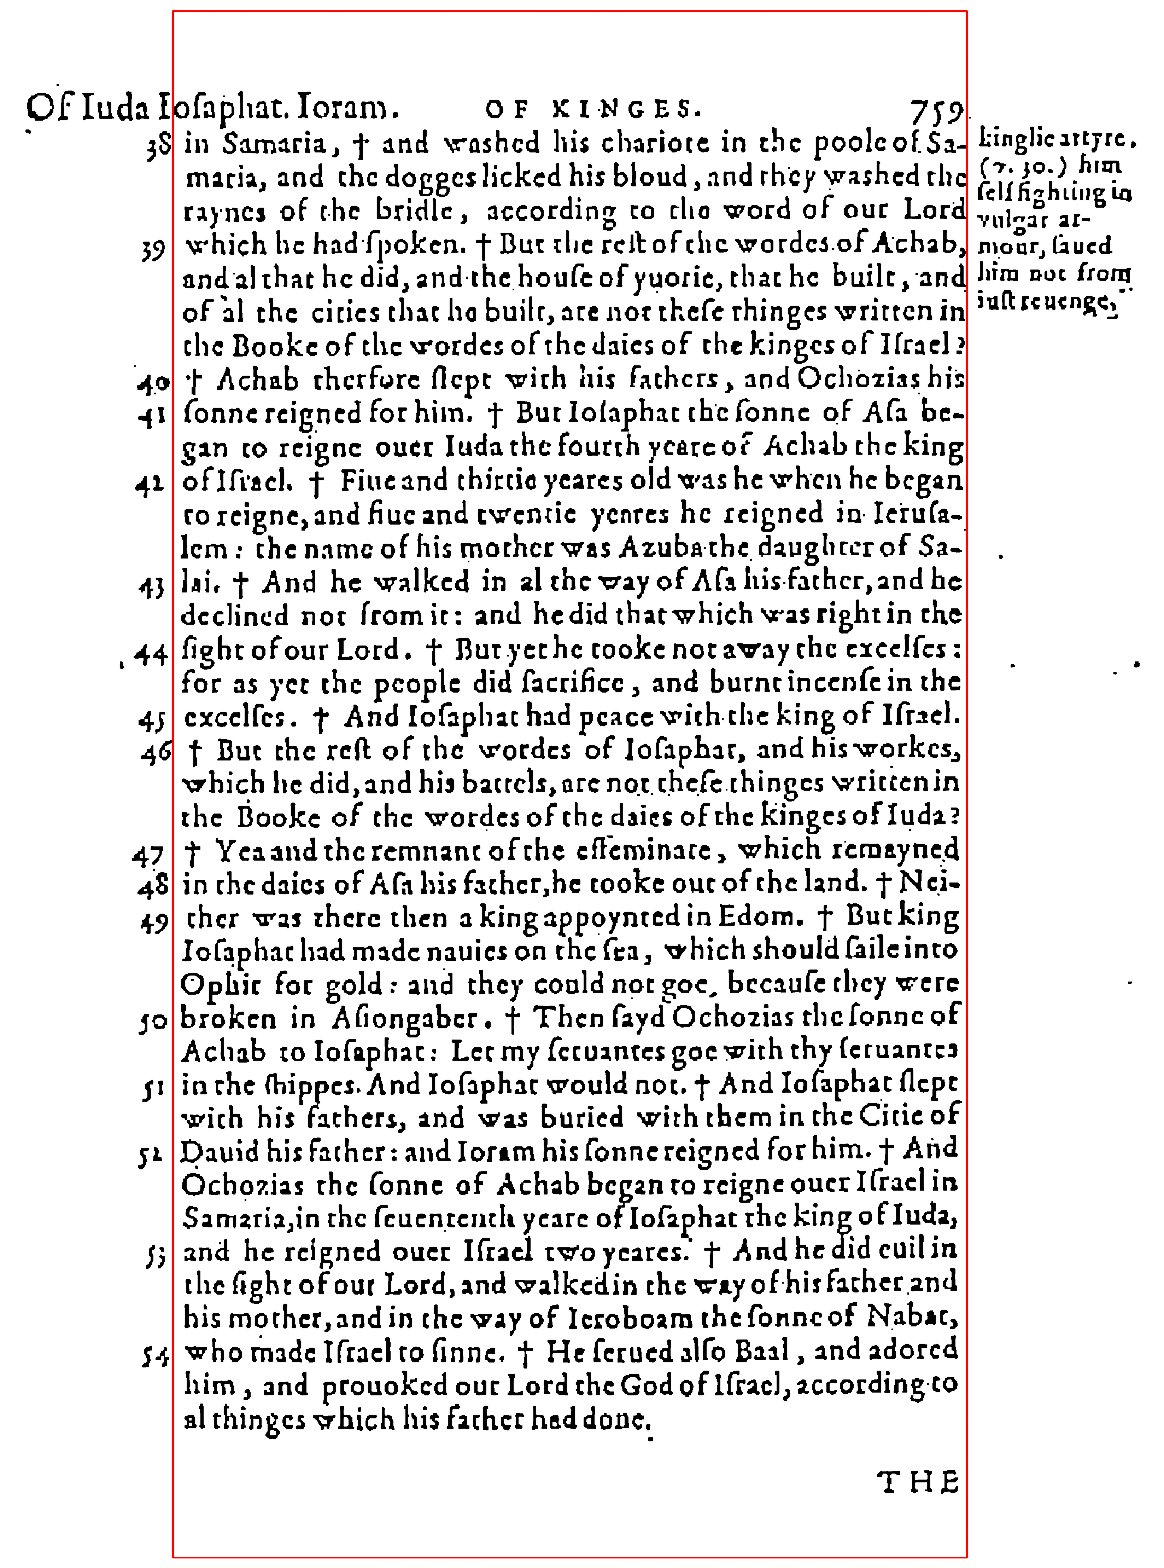 Of Iuda Ioſaphat. Ioram. OF KINGES. 759
38 in Samaria, † and waſhed his chariote in the poole of Sa-
maria, and the dogges licked his bloud, and they waſhed the
raynes of the bridle, according to the word of our Lord
39 which he had ſpoken. † But the reſt of the wordes of Achab,
and al that he did, and the houſe of yuorie, that he built, and
of al the cities that he built, are not theſe thinges written in
the Booke of the wordes of the daies of the kinges of Iſrael?
40 † Achab therfore ſlept with his fathers, and Ochozias his
41 ſonne reigned for him. † But Ioſaphat the ſonne of Aſa be-
gan to reigne ouer Iuda the fourth yeare of Achab the king
42 of Iſrael. † Fiue and thirtie yeares old was he when he began
to reigne, and fiue and twentie yeares he reigned in Ieruſa-
lem: the name of his mother was Azuba the daughter of Sa-
43 lai. † And he walked in al the way of Aſa his father, and he
declined not from it: and he did that which was right in the
44 ſight of our Lord. † But yet he tooke not away the excelſes:
for as yet the people did ſacrifice, and burnt incenſe in the
45 excelſes. † And Ioſaphat had peace with the king of Iſrael.
46 † But the reſt of the wordes of Ioſaphat, and his workes,
which he did, and his battels, are not theſe thinges written in
the Booke of the wordes of the daies of the kinges of Iuda?
47 † Yea and the remnant of the effeminate, which remayned
48 in the daies of Aſa his father, he tooke out of the land. † Nei-
49 ther was there then a king appoynted in Edom. † But king
Ioſaphat had made nauies on the ſea, which should ſaile into
Ophir for gold: and they could not goe, becauſe they were
50 broken in Aſiongaber. † Then ſayd Ochozias the ſonne of
Achab to Ioſaphat: Let my ſeruantes goe with thy ſeruantes
51 in the ſhippes. And Ioſaphat would not. † And Ioſaphat ſlept
with his fathers, and was buried with them in the Citie of
52 Dauid his father: and Ioram his ſonne reigned for him. † And
Ochozias the ſonne of Achab began to reigne ouer Iſrael in
Samaria, in the ſeuententh yeare of Ioſaphat the king of Iuda,
53 and he reigned ouer Iſrael two yeares. † And he did euil in
the ſight of our Lord, and walked in the way of his father and
his mother, and in the way of Ieroboam the ſonne of Nabat,
54 who made Iſrael to ſinne. † He ſerued alſo Baal, and adored
him, and prouoked our Lord the God of Iſrael, according to
al thinges which his father had done.
THE
kinglie attyre.
(v. 30.) him
ſelf fighting in
vulgar ar-
mour, ſaued
him not from
iuſt reuenge.